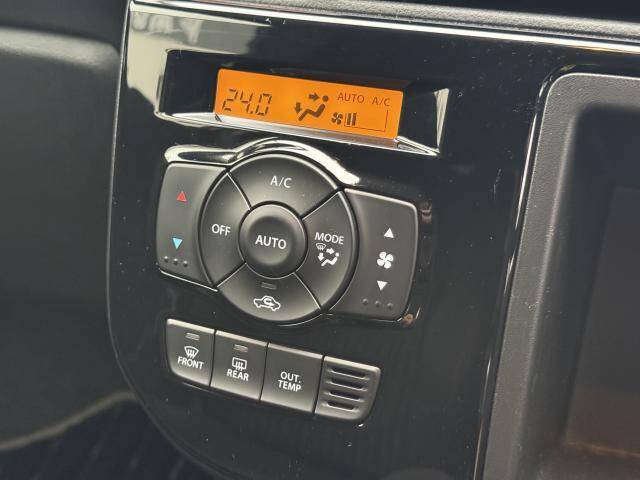 24.0 AUTO A/C
A/C
OFF AUTO MODE
FRONT
REAR
OUT.
TEMP